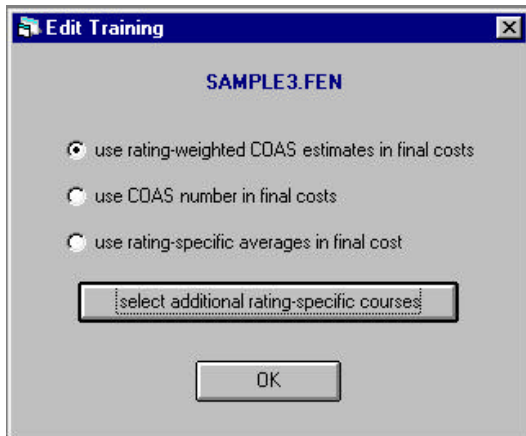 Edit Training
SAMPLE3.FEN
use rating-weighted COAS estimates in final costs
use COAS number in final costs
use rating-specific averages in final cost
select additional rating-specific courses
OK